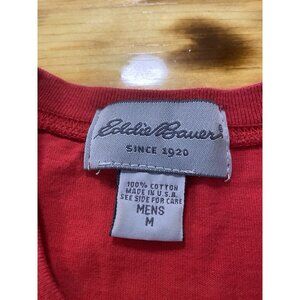 Eddie Bauer
SINCE 1920
100% COTTON
MADE IN U.S.A.
SEE SIDE FOR CARE
MENS
M